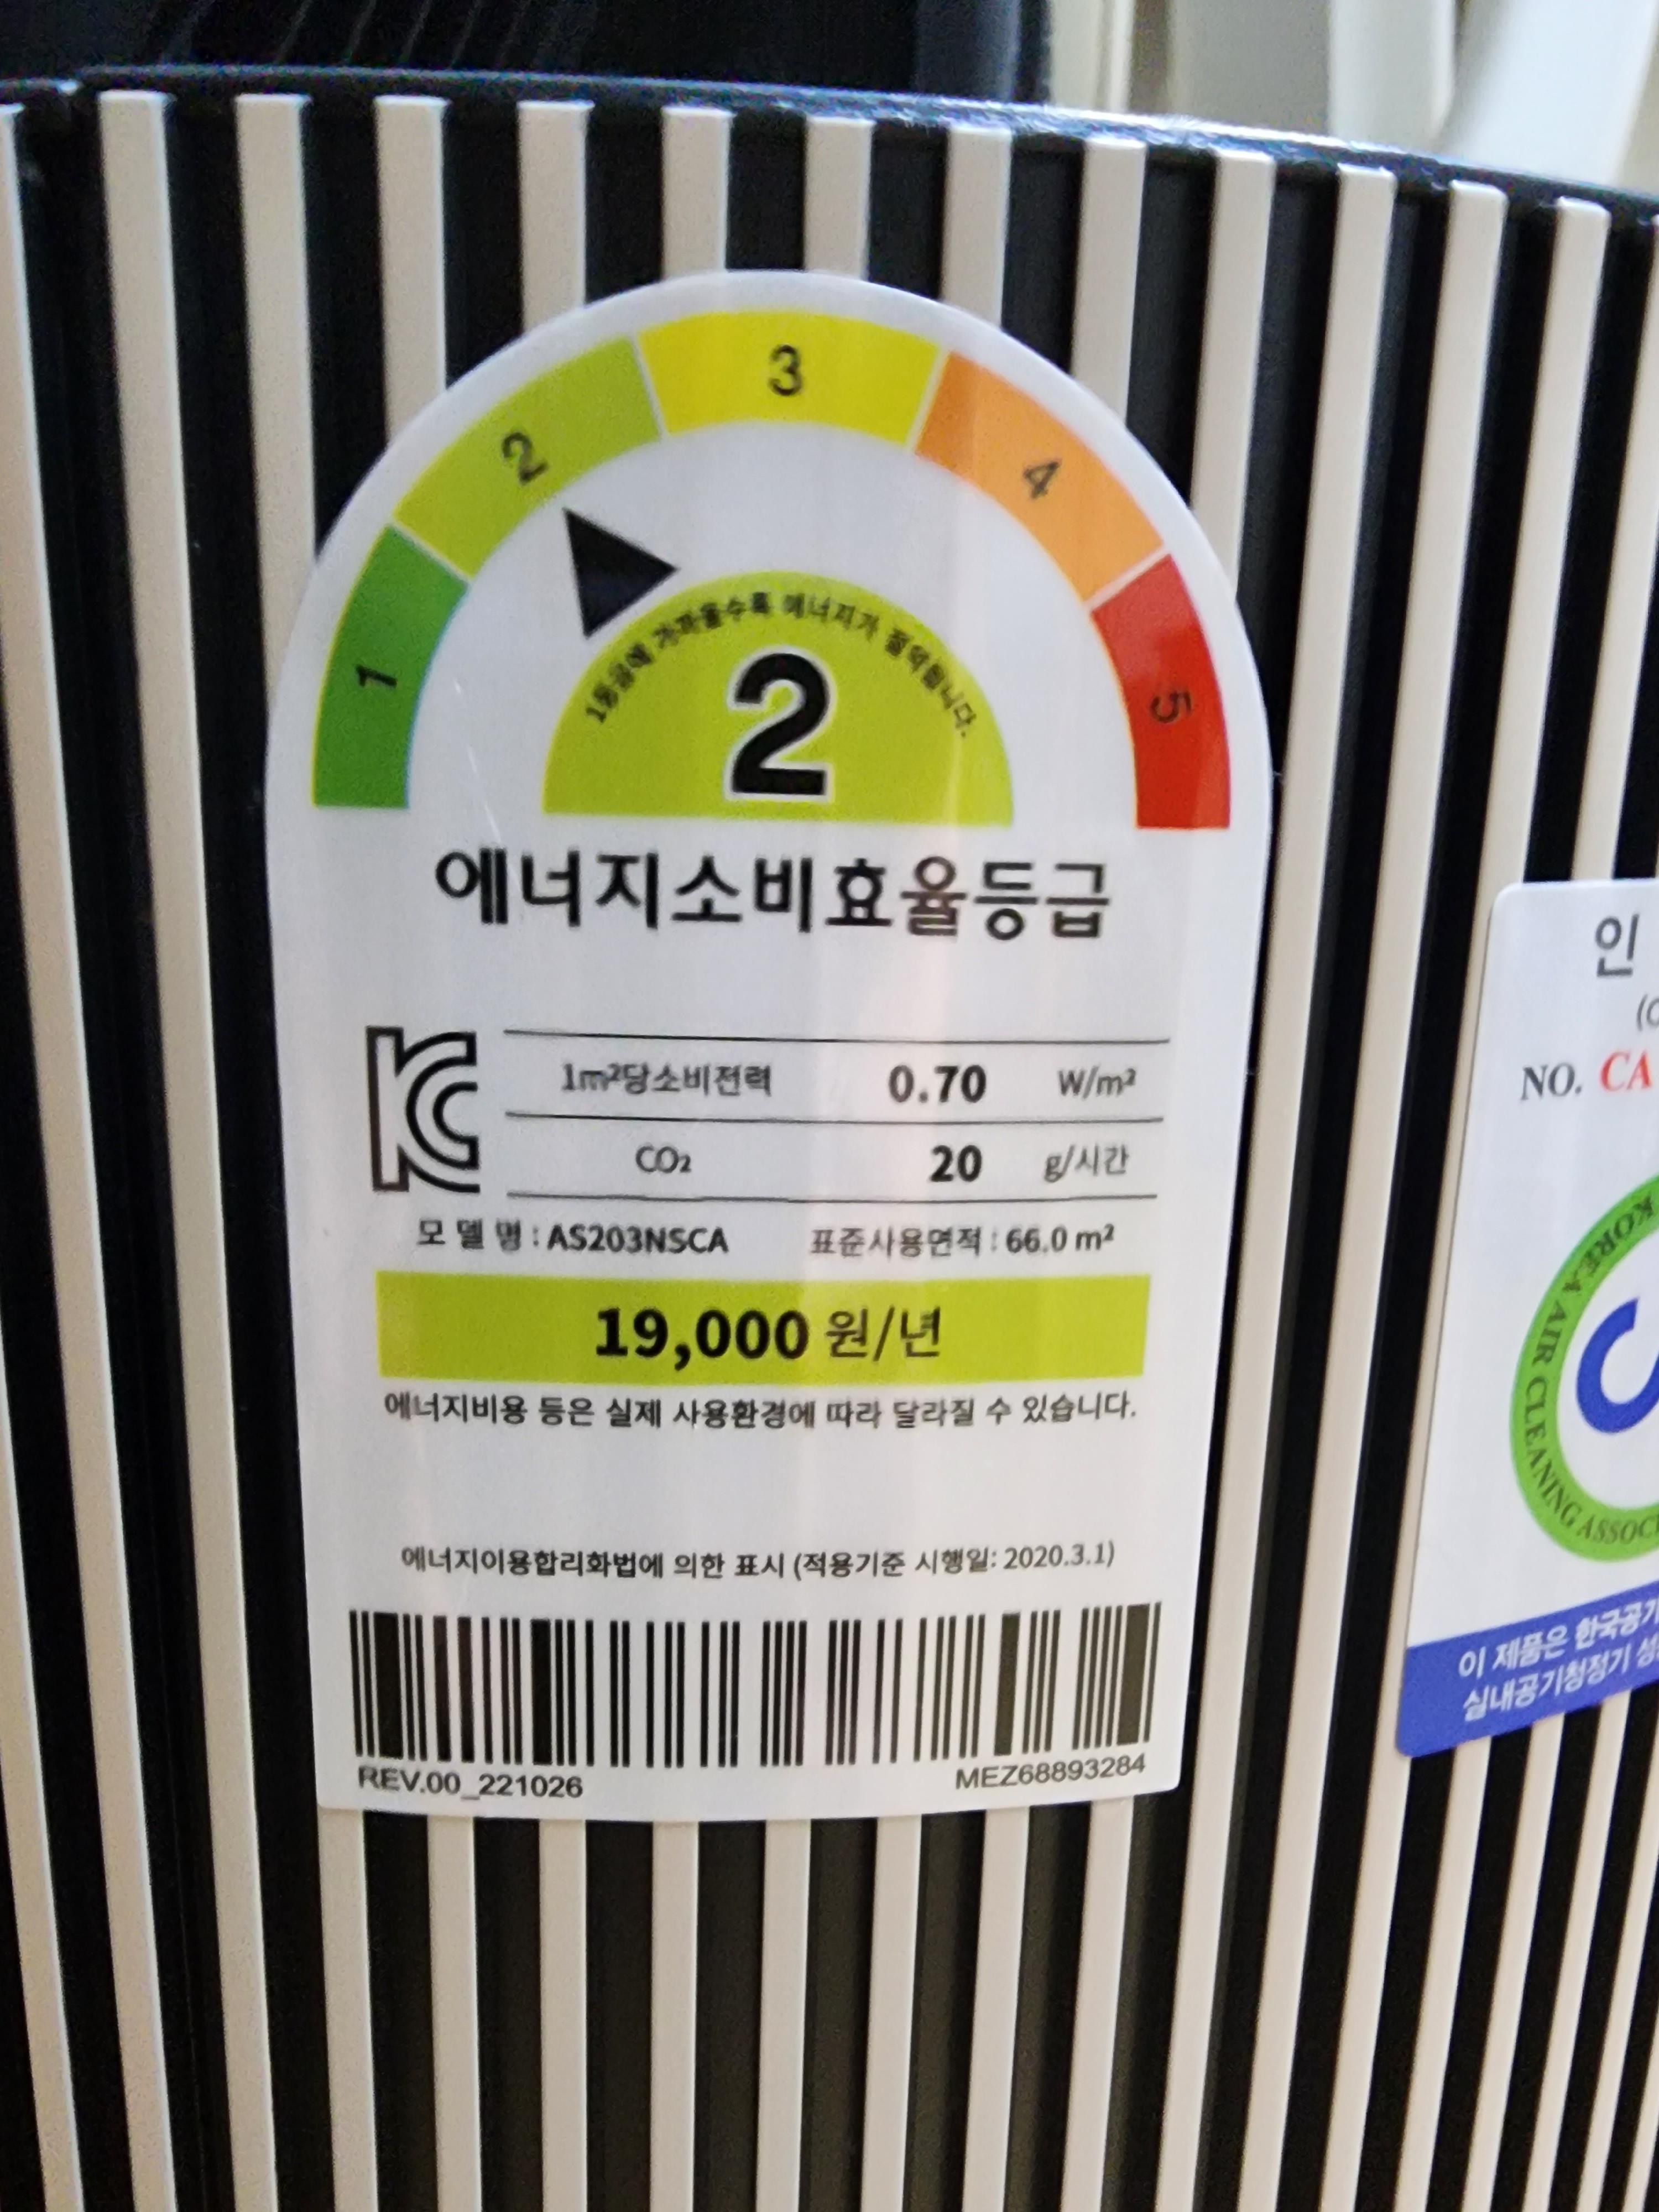 1
2
3
4
5
1등급에 가까울수록 에너지가 절약됩니다.
2
에너지소비효율등급
1m²당소비전력 0.70 W/m²
CO₂ 20 g/시간
모델명 : AS203NSCA 표준사용면적 : 66.0 m²
19,000 원/년
에너지비용 등은 실제 사용환경에 따라 달라질 수 있습니다.
에너지이용합리화법에 의한 표시 (적용기준 시행일: 2020.3.1)
REV.00_221026 MEZ68893284
인
NO. CA
KOREA AIR CLEANING
이 제품은
실내공기청정기